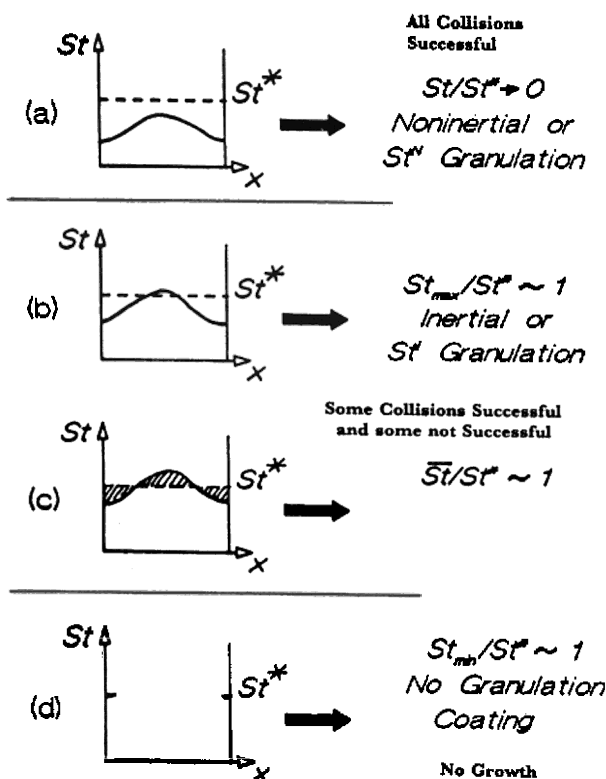 All Collisions
Successful
St
St*
(a)
x
St/St*→0
Noninertial or
St^N Granulation
St
St*
(b)
x
St_max/St* ~ 1
Inertial or
St^I Granulation
Some Collisions Successful
and some not Successful
St
St*
(c)
x
S̅t̅/St* ~ 1
St
St*
(d)
x
St_min/St* ~ 1
No Granulation
Coating
No Growth